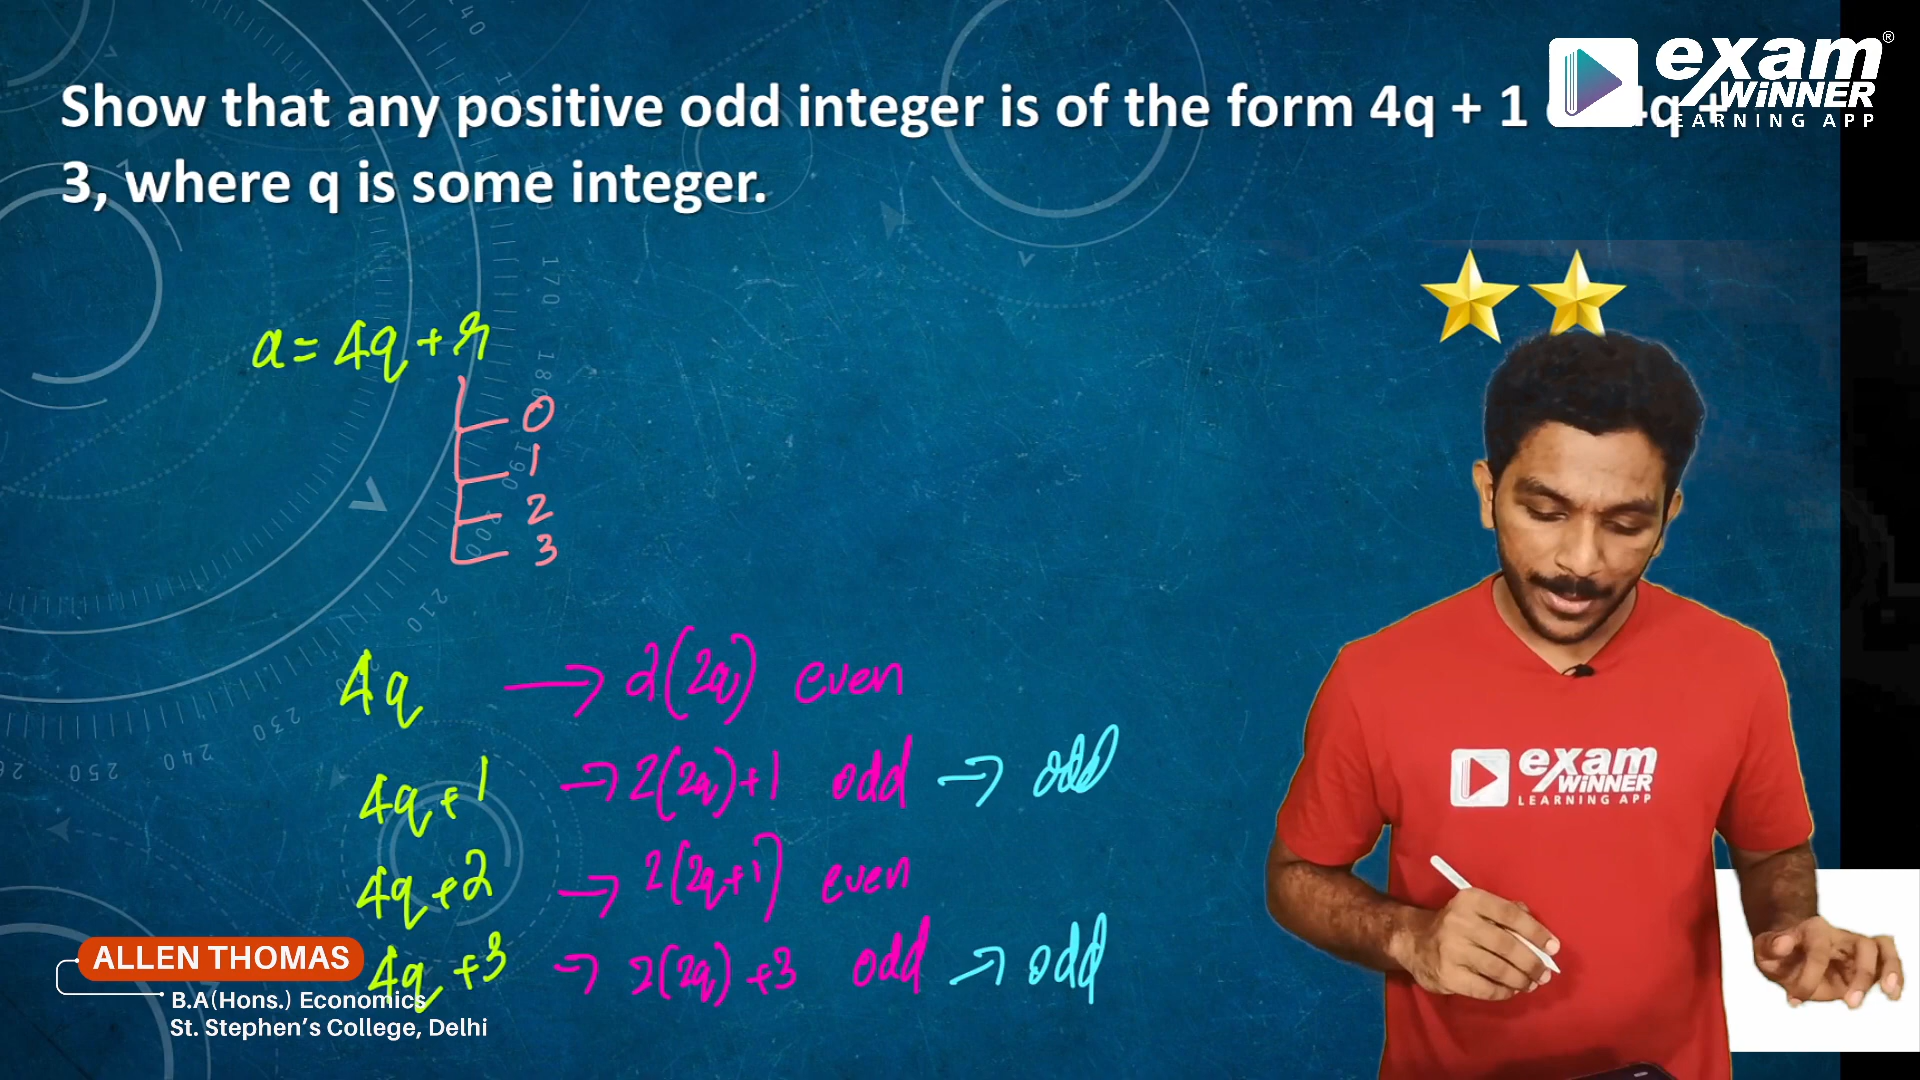 exam WiNNER ®
LEARNING APP
Show that any positive odd integer is of the form 4q + 1 4q +
3, where q is some integer.
a = 4q + r
0
1
2
3
4q → 2(2q) even
4q + 1 → 2(2q)+1 odd → odd
4q + 2 → 2(2q+1) even
4q + 3 → 2(2q) + 3 odd → odd
exam WiNNER
LEARNING APP
ALLEN THOMAS
B.A(Hons.) Economics
St. Stephen's College, Delhi